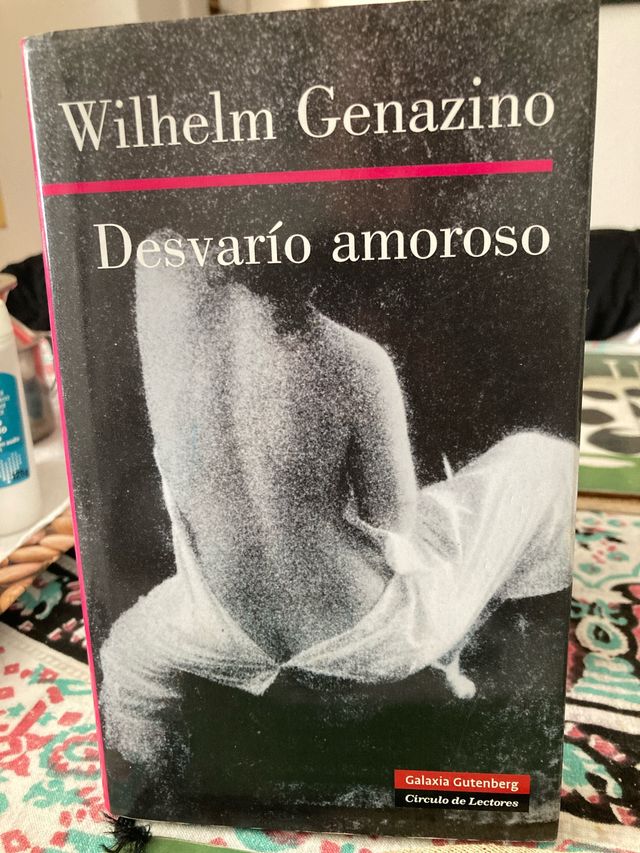 Wilhelm Genazino
Desvarío amoroso
Galaxia Gutenberg
Círculo de Lectores